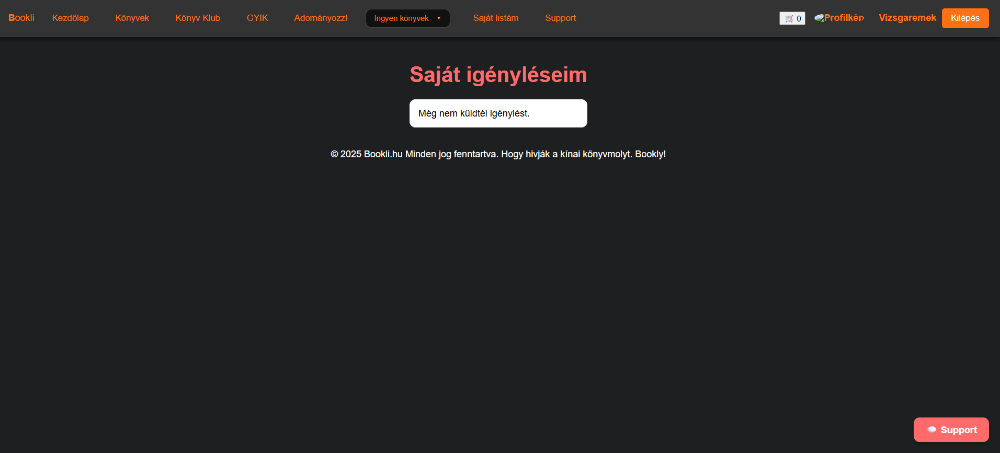 Bookli Kezdőlap Könyvek Könyv Klub GYIK Adományozz! Ingyen könyvek Saját listám Support 0 Profilkép Vizsgaremek Kilépés
Saját igényléseim
Még nem küldtél igénylést.
© 2025 Bookli.hu Minden jog fenntartva. Hogy hivják a kínai könyvmolyt. Bookly!
Support